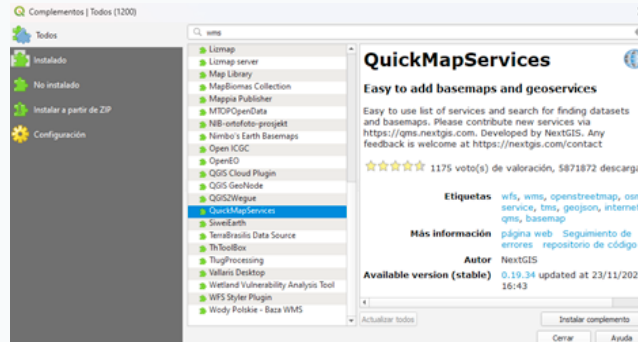 Complementos | Todos (1200)
Todos
Instalado
No instalado
Instalar a partir de ZIP
Configuración
wms
Lizmap
Lizmap server
Map Library
MapBiomas Collection
Mappia Publisher
MTOPOpenData
NIB-ortofoto-prosjekt
Nimbo's Earth Basemaps
Open ICGC
OpenEO
QGIS Cloud Plugin
QGIS GeoNode
QGIS2Wegue
QuickMapServices
SiweiEarth
TerraBrasilis Data Source
ThToolBox
TlugProcessing
Vallaris Desktop
Wetland Vulnerability Analysis Tool
WFS Styler Plugin
Wody Polskie - Baza WMS
QuickMapServices
Easy to add basemaps and geoservices
Easy to use list of services and search for finding datasets
and basemaps. Please contribute new services via
https://qms.nextgis.com. Developed by NextGIS. Any
feedback is welcome at https://nextgis.com/contact
1175 voto(s) de valoración, 5871872 descarga
Etiquetas wfs, wms, openstreetmap, osm
service, tms, geojson, internet
qms, basemap
Más información página web Seguimiento de
errores repositorio de código
Autor NextGIS
Available version (stable) 0.19.34 updated at 23/11/202
16:43
Actualizar todos
Instalar complemento
Cerrar
Ayuda